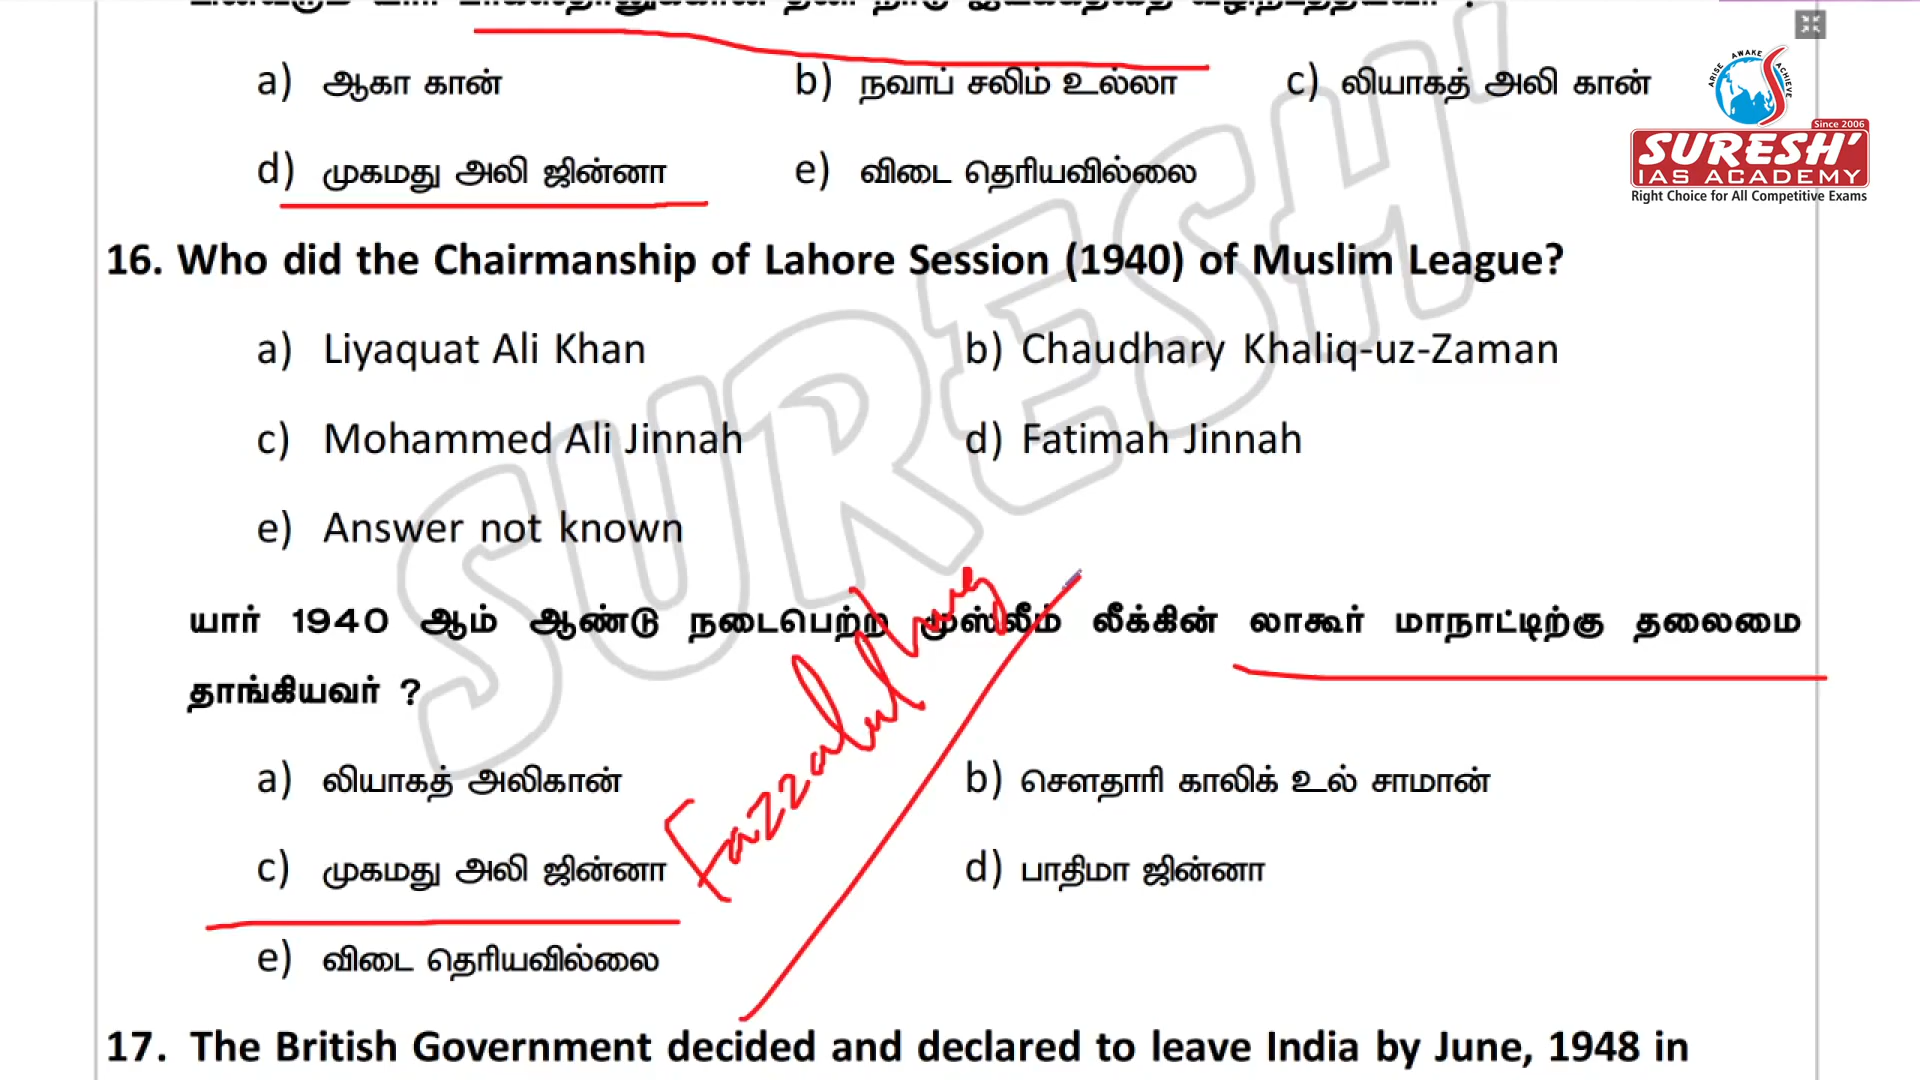 a) ஆகா கான் b) நவாப் சலிம் உல்லா c) லியாகத் அலி கான்
d) முகமது அலி ஜின்னா e) விடை தெரியவில்லை
ARISE AWAKE ACHIEVE
Since 2006
SURESH'
IAS ACADEMY
Right Choice for All Competitive Exams
16. Who did the Chairmanship of Lahore Session (1940) of Muslim League?
a) Liyaquat Ali Khan b) Chaudhary Khaliq-uz-Zaman
c) Mohammed Ali Jinnah d) Fatimah Jinnah
e) Answer not known
SURESH'
யார் 1940 ஆம் ஆண்டு நடைபெற்ற முஸ்லீம் லீக்கின் லாகூர் மாநாட்டிற்கு தலைமை
தாங்கியவர் ?
a) லியாகத் அலிகான் b) சௌதாரி காலிக் உல் சாமான்
c) முகமது அலி ஜின்னா d) பாதிமா ஜின்னா
e) விடை தெரியவில்லை
17. The British Government decided and declared to leave India by June, 1948 in